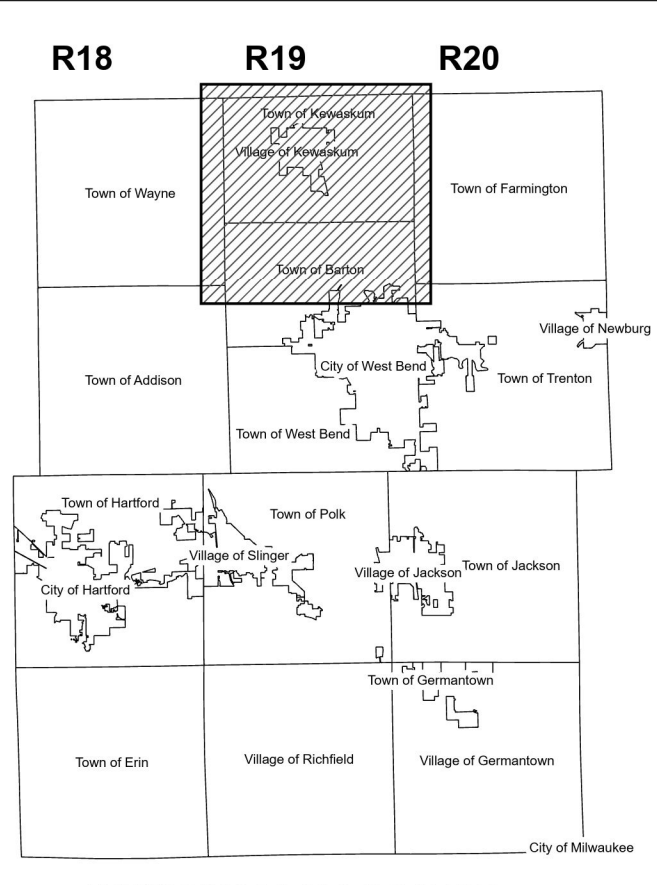 R18 R19 R20
Town of Kewaskum
Village of Kewaskum
Town of Wayne
Town of Farmington
Town of Barton
Village of Newburg
City of West Bend
Town of Addison
Town of Trenton
Town of West Bend
Town of Hartford
Town of Polk
Village of Slinger
Town of Jackson
Village of Jackson
City of Hartford
Town of Germantown
Town of Erin
Village of Richfield
Village of Germantown
City of Milwaukee